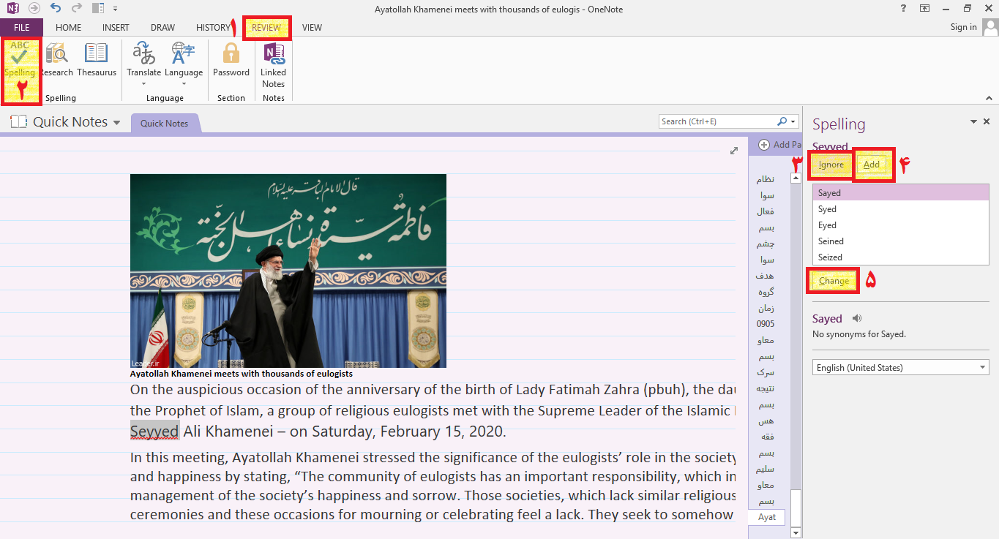 Ayatollah Khamenei meets with thousands of eulogis - OneNote
?
FILE HOME INSERT DRAW HISTORY ۱ REVIEW VIEW
Sign in
ABC
Spelling Research Thesaurus Translate Language Password Linked Notes
۲
Spelling Language Section Notes
Quick Notes
Quick Notes
Search (Ctrl+E)
Add Pa
قال الامام الباقر علیه‌السلام
فاطمة سیدة نساء اهل الجنة
Leader.ir
Ayatollah Khamenei meets with thousands of eulogists
On the auspicious occasion of the anniversary of the birth of Lady Fatimah Zahra (pbuh), the dau
the Prophet of Islam, a group of religious eulogists met with the Supreme Leader of the Islamic
Seyyed Ali Khamenei – on Saturday, February 15, 2020.
In this meeting, Ayatollah Khamenei stressed the significance of the eulogists’ role in the society
and happiness by stating, “The community of eulogists has an important responsibility, which in
management of the society’s happiness and sorrow. Those societies, which lack similar religious
ceremonies and these occasions for mourning or celebrating feel a lack. They seek to somehow
نظام
سوا
فعال
بسم
چشم
سوا
هدف
گروه
زمان
0905
معاو
بسم
سرک
نتیجه
بسم
هس
فقه
بسم
سلیم
معاو
بسم
Ayat
Spelling
Seyyed
۳ Ignore Add ۴
Sayed
Syed
Eyed
Seined
Seized
Change ۵
Sayed
No synonyms for Sayed.
English (United States)